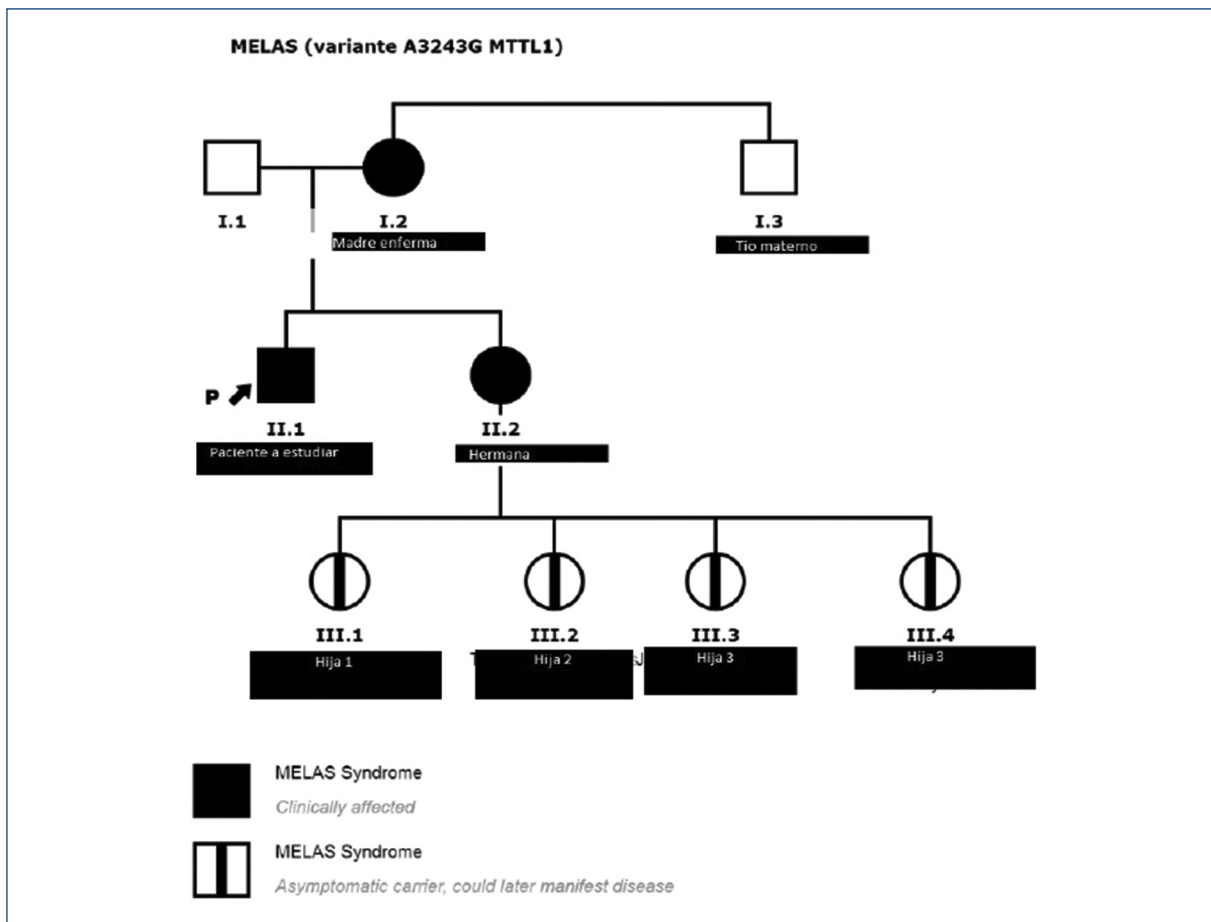 MELAS (variante A3243G MTTL1)
I.1
I.2
I.3
Madre enferma
Tio materno
P
II.1
II.2
Paciente a estudiar
Hermana
III.1
III.2
III.3
III.4
Hija 1
Hija 2
Hija 3
Hija 3
MELAS Syndrome
Clinically affected
MELAS Syndrome
Asymptomatic carrier, could later manifest disease